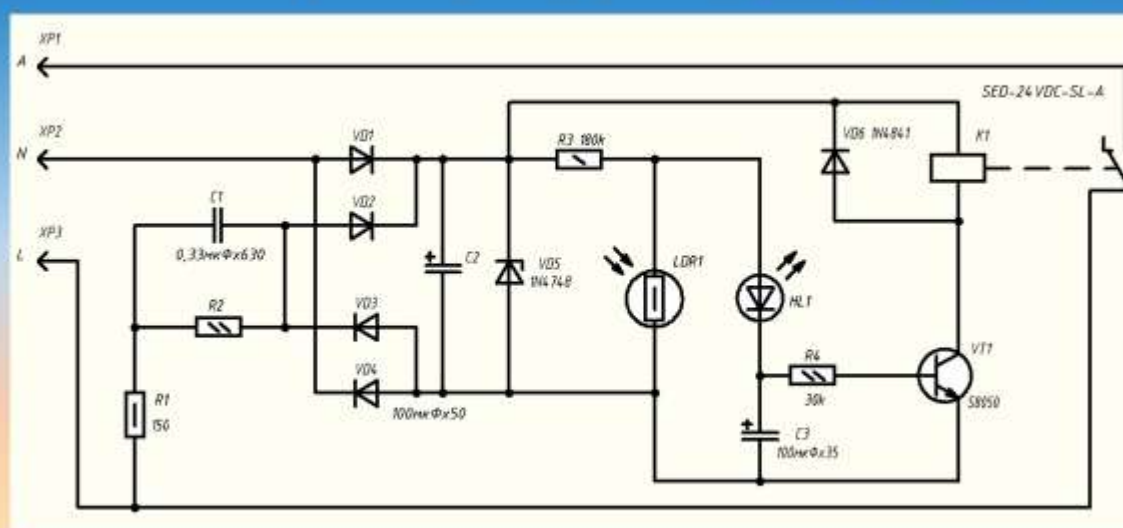 XP1
A
SED-24VDC-SL-A
XP2
VD1
R3 180k
VD6 1N4841
K1
N
C1
VD2
XP3
L
0,33мкФх630
C2
VD5
1N4748
LDR1
HL1
R2
VD3
R4
VT1
VD4
30k
S8050
R1
150
100мкФх50
C3
100мкФх35